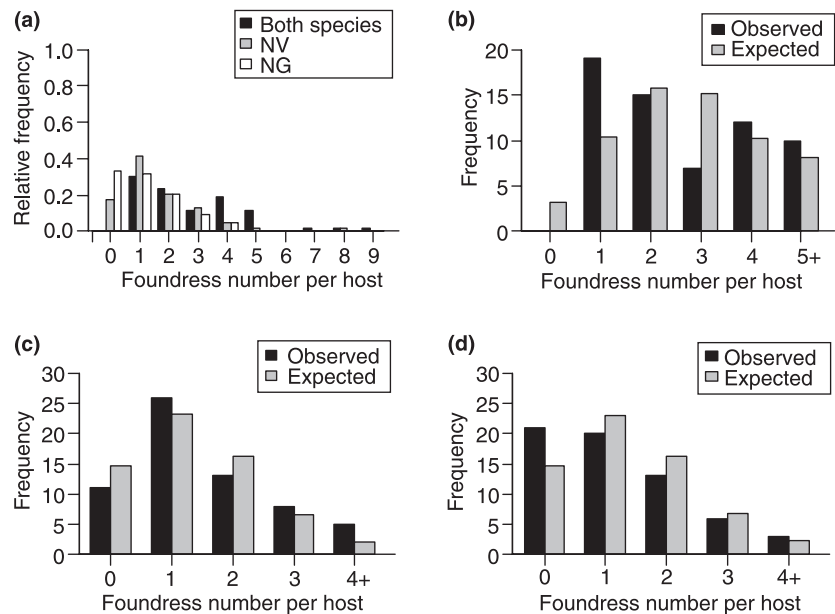 (a)
Both species
NV
NG
1.0
0.8
0.6
0.4
0.2
0.0
Relative frequency
0 1 2 3 4 5 6 7 8 9
Foundress number per host
(b)
Observed
Expected
20
15
10
5
0
Frequency
0 1 2 3 4 5+
Foundress number per host
(c)
Observed
Expected
30
25
20
15
10
5
0
Frequency
0 1 2 3 4+
Foundress number per host
(d)
Observed
Expected
30
25
20
15
10
5
0
Frequency
0 1 2 3 4+
Foundress number per host